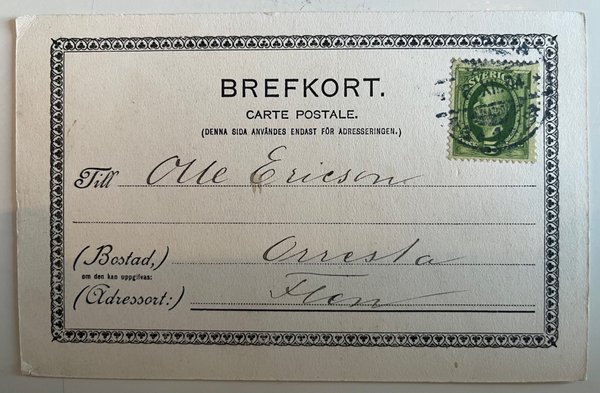 BREFKORT.
CARTE POSTALE.
(DENNA SIDA ANVÄNDES ENDAST FÖR ADRESSERINGEN.)
SVERIGE
Till Olle Ericson
(Bostad,) Orresta
om den kan uppgifvas:
(Adressort:) Flen